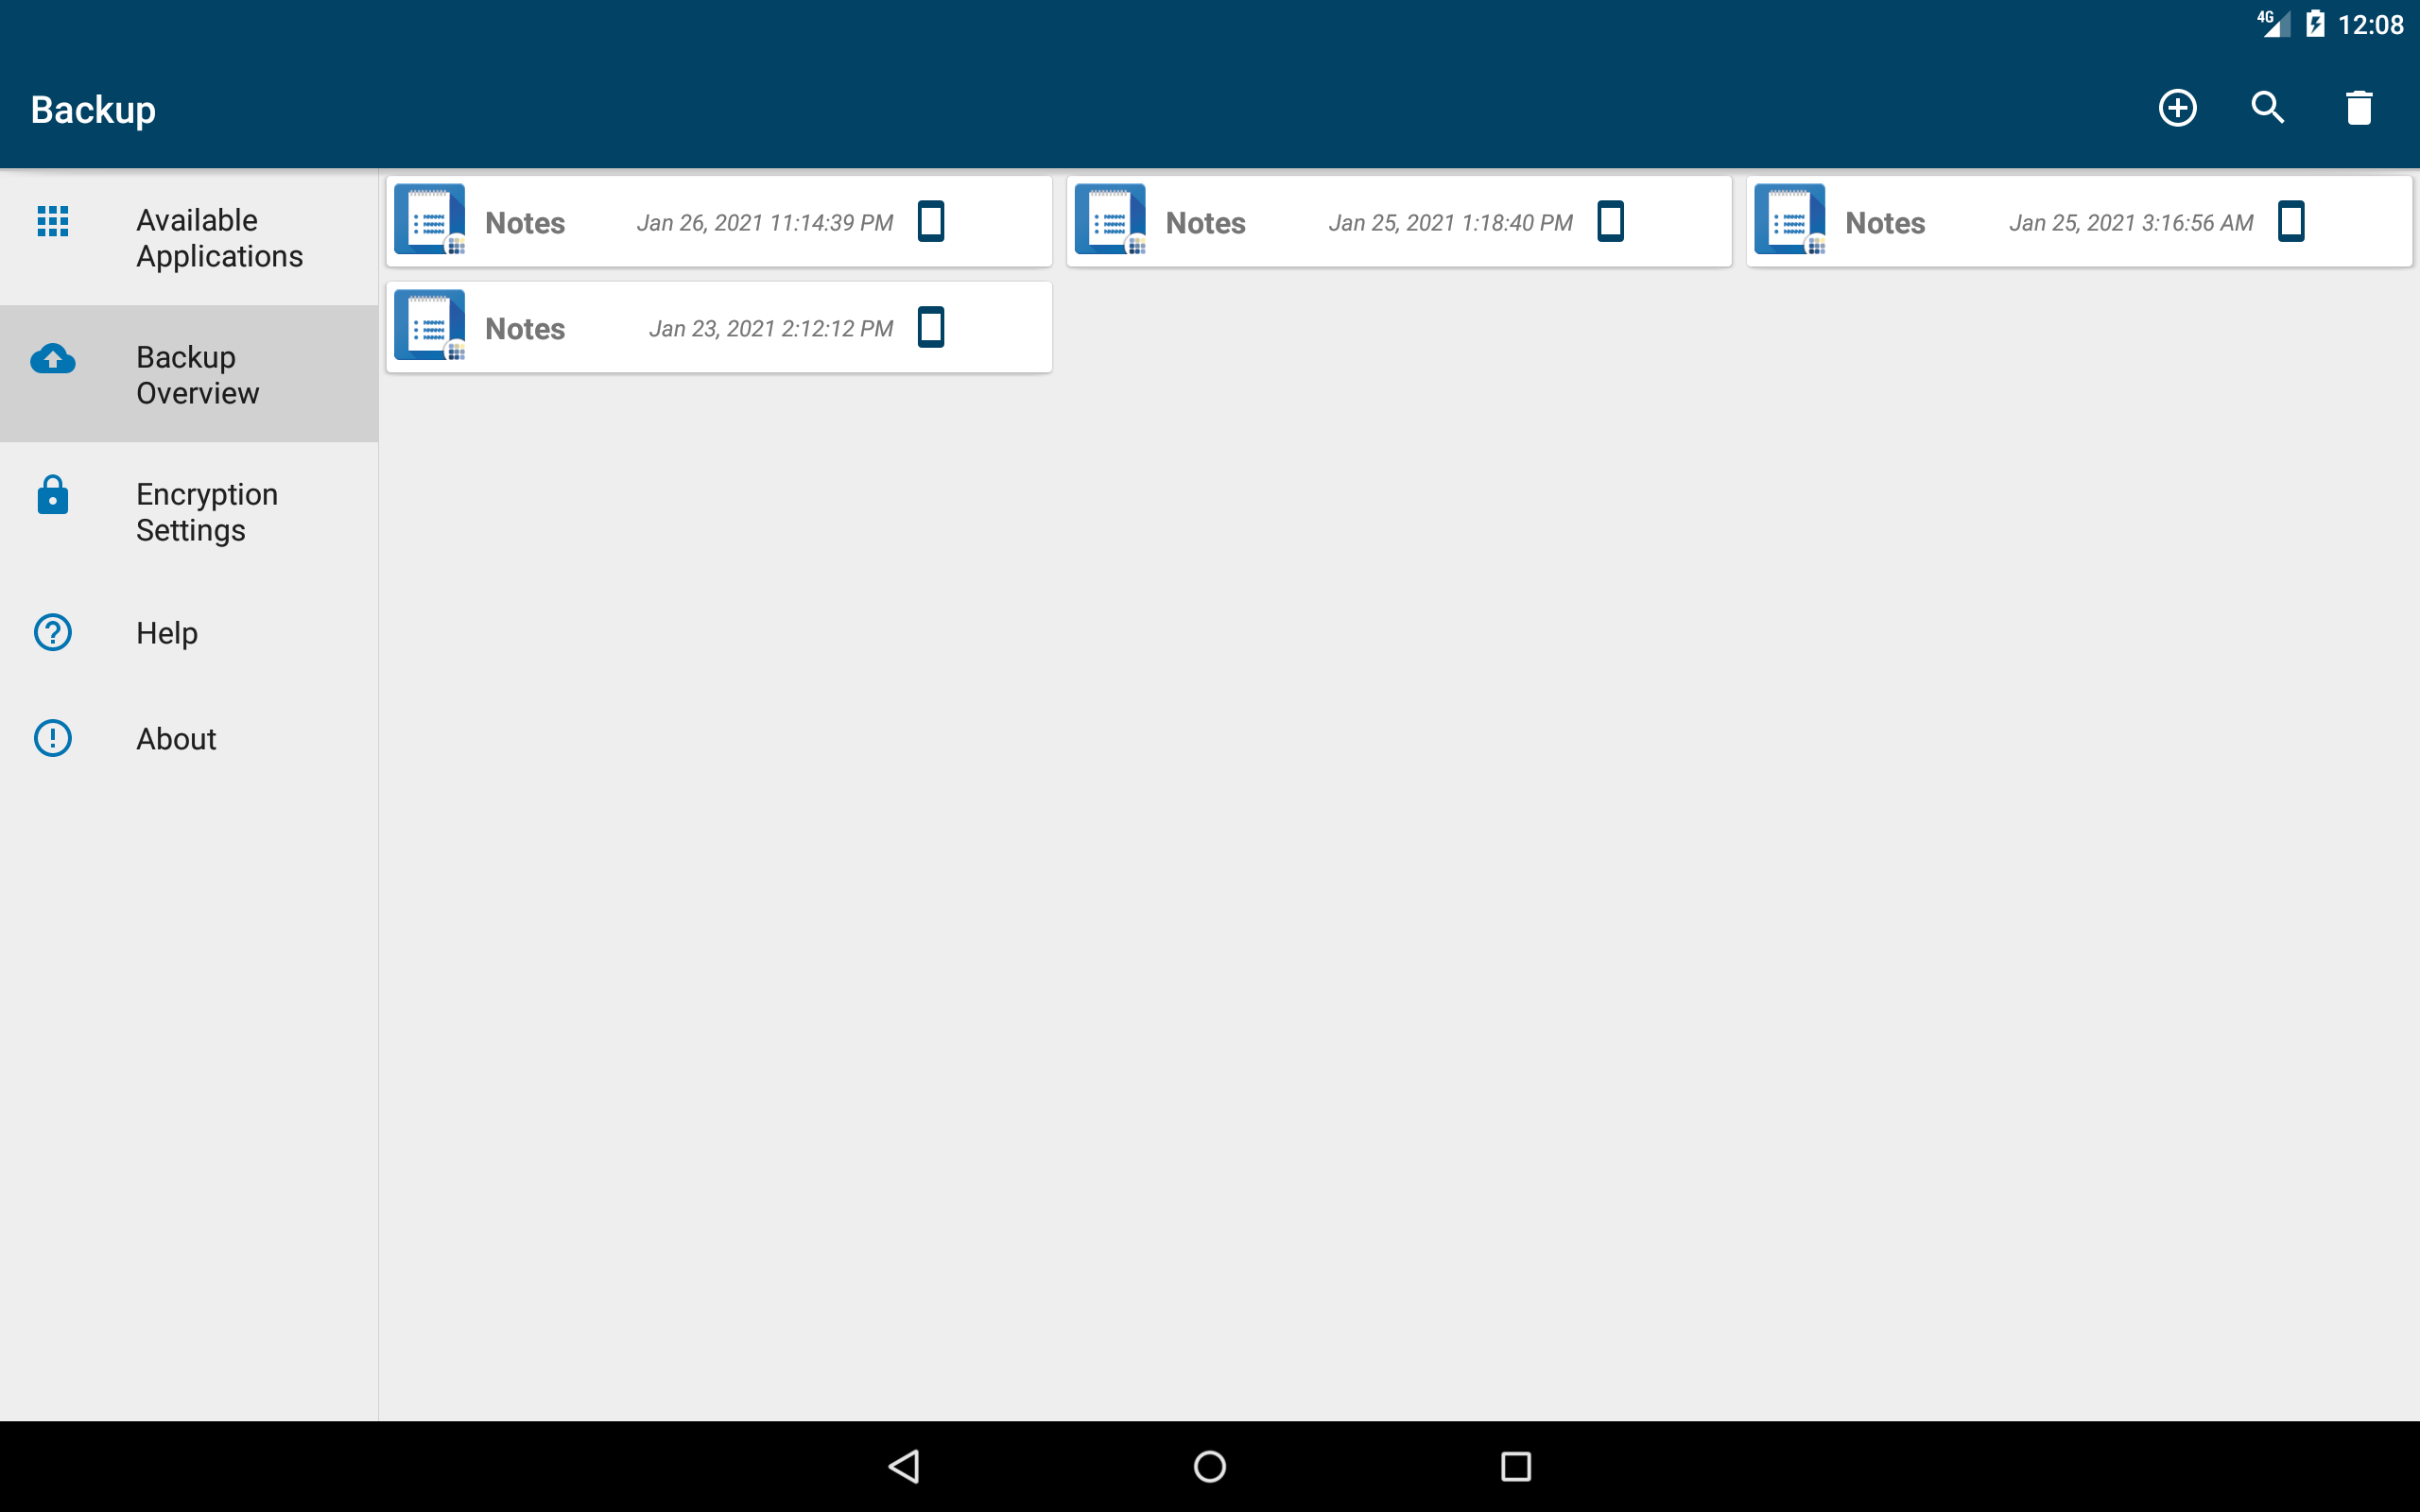 4G 12:08
Backup
Available
Applications
Backup
Overview
Encryption
Settings
Help
About
Notes Jan 26, 2021 11:14:39 PM
Notes Jan 25, 2021 1:18:40 PM
Notes Jan 25, 2021 3:16:56 AM
Notes Jan 23, 2021 2:12:12 PM